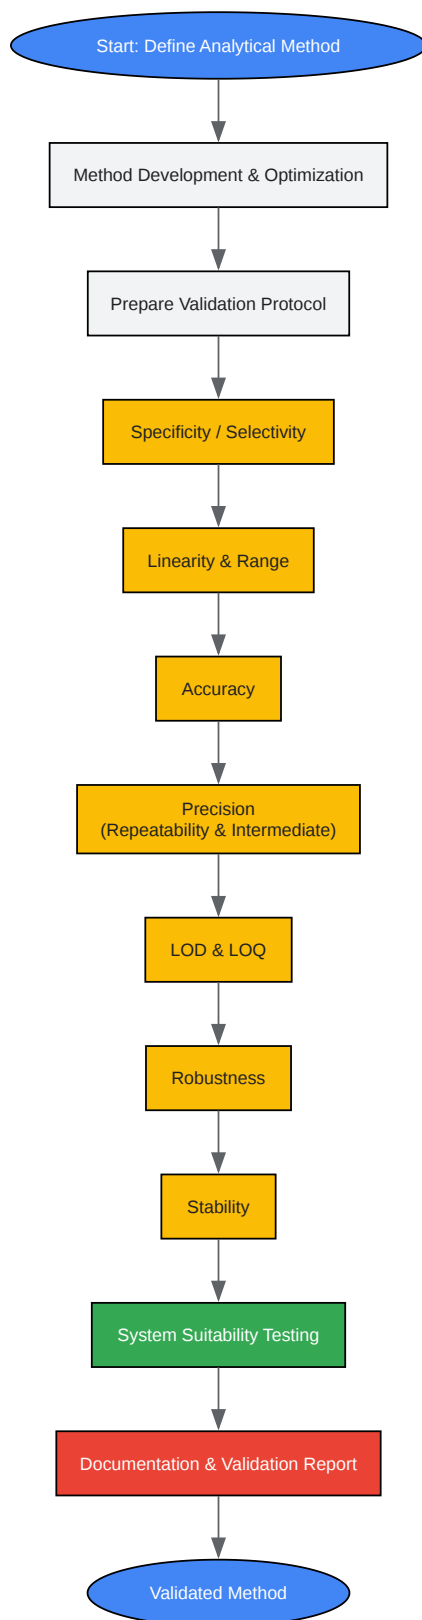 Start: Define Analytical Method
Method Development & Optimization
Prepare Validation Protocol
Specificity / Selectivity
Linearity & Range
Accuracy
Precision
(Repeatability & Intermediate)
LOD & LOQ
Robustness
Stability
System Suitability Testing
Documentation & Validation Report
Validated Method